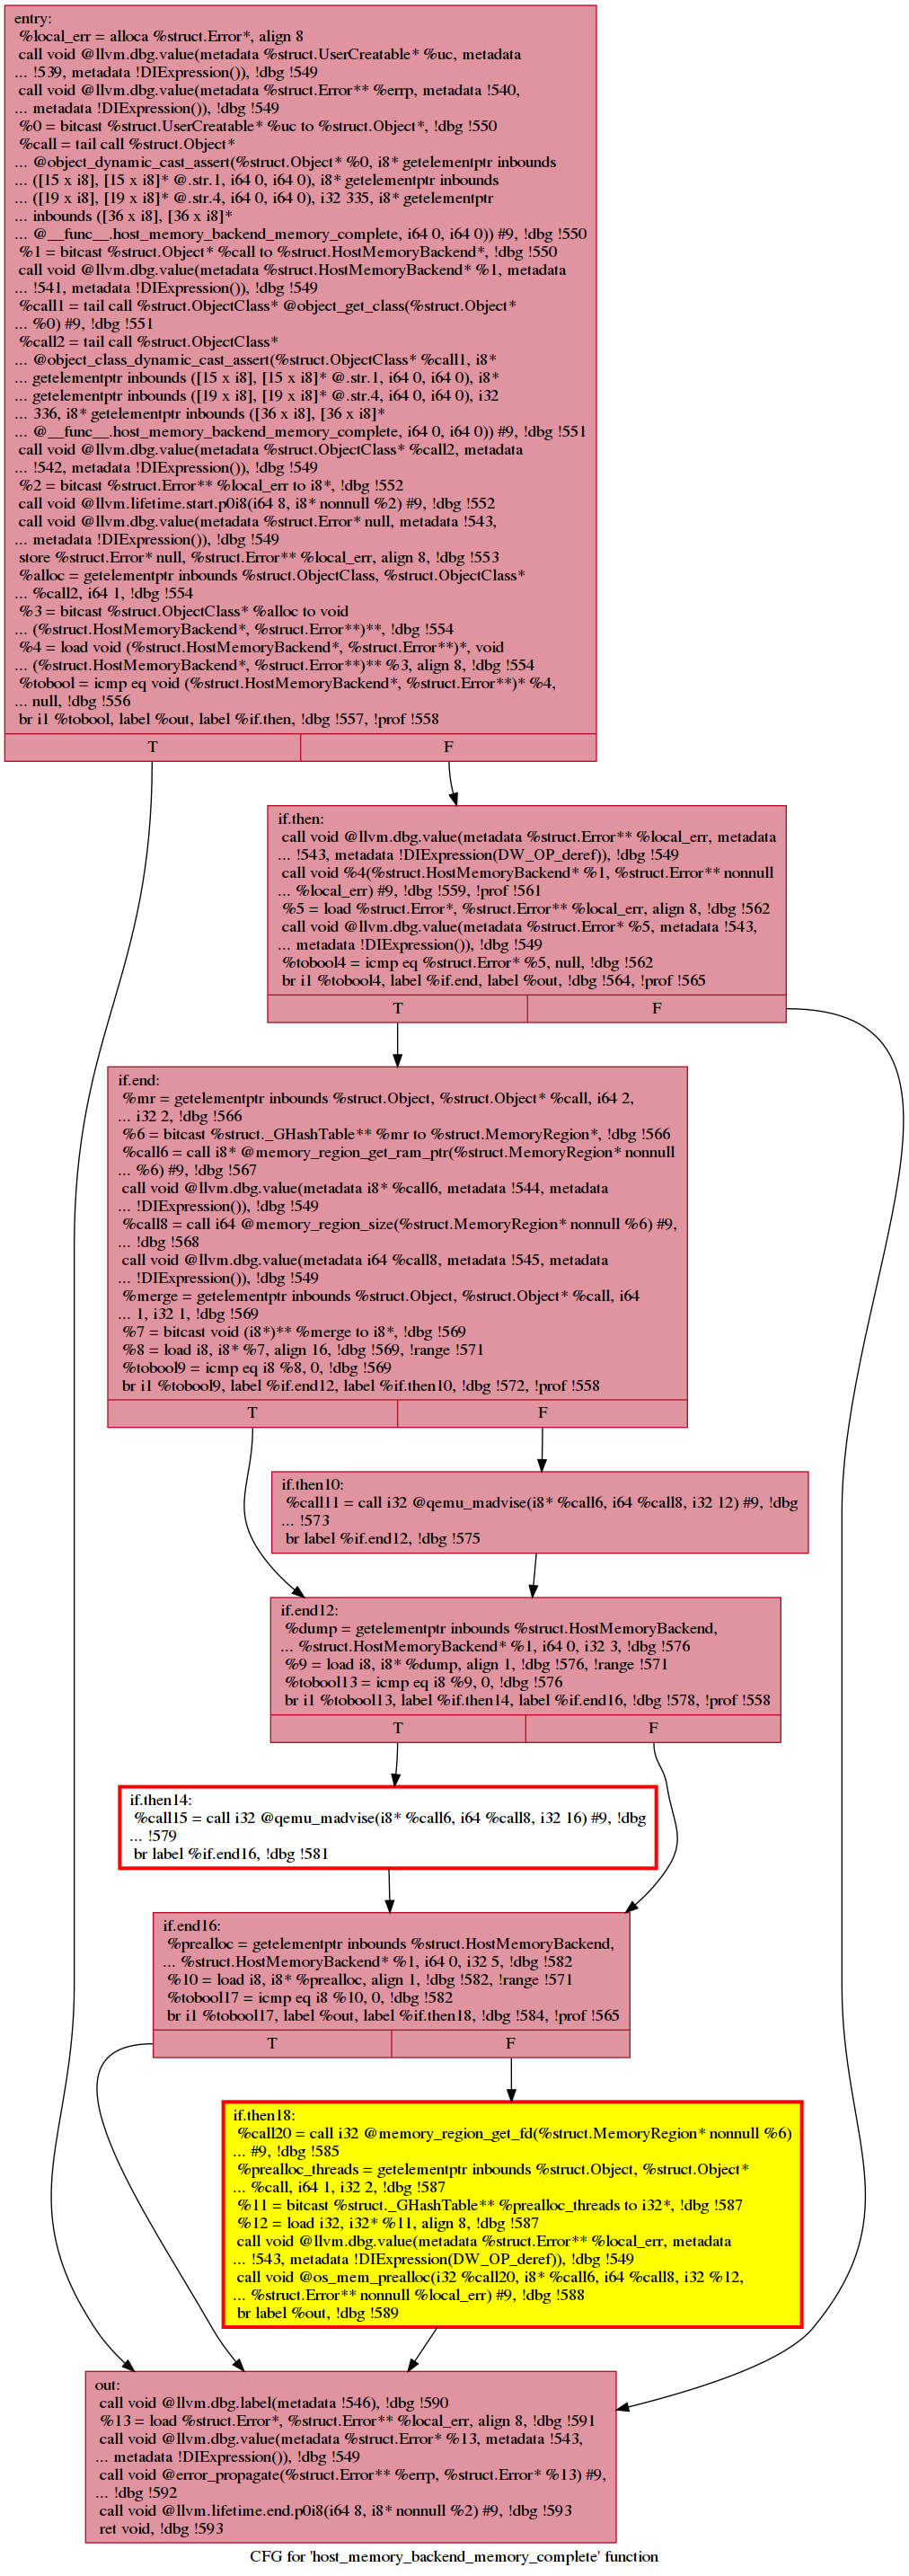 entry:
%local_err = alloca %struct.Error*, align 8
call void @llvm.dbg.value(metadata %struct.UserCreatable* %uc, metadata
... !539, metadata !DIExpression()), !dbg !549
call void @llvm.dbg.value(metadata %struct.Error** %errp, metadata !540,
... metadata !DIExpression()), !dbg !549
%0 = bitcast %struct.UserCreatable* %uc to %struct.Object*, !dbg !550
%call = tail call %struct.Object*
... @object_dynamic_cast_assert(%struct.Object* %0, i8* getelementptr inbounds
... ([15 x i8], [15 x i8]* @.str.1, i64 0, i64 0), i8* getelementptr inbounds
... ([19 x i8], [19 x i8]* @.str.4, i64 0, i64 0), i32 335, i8* getelementptr
... inbounds ([36 x i8], [36 x i8]*
... @__func__.host_memory_backend_memory_complete, i64 0, i64 0)) #9, !dbg !550
%1 = bitcast %struct.Object* %call to %struct.HostMemoryBackend*, !dbg !550
call void @llvm.dbg.value(metadata %struct.HostMemoryBackend* %1, metadata
... !541, metadata !DIExpression()), !dbg !549
%call1 = tail call %struct.ObjectClass* @object_get_class(%struct.Object*
... %0) #9, !dbg !551
%call2 = tail call %struct.ObjectClass*
... @object_class_dynamic_cast_assert(%struct.ObjectClass* %call1, i8*
... getelementptr inbounds ([15 x i8], [15 x i8]* @.str.1, i64 0, i64 0), i8*
... getelementptr inbounds ([19 x i8], [19 x i8]* @.str.4, i64 0, i64 0), i32
... 336, i8* getelementptr inbounds ([36 x i8], [36 x i8]*
... @__func__.host_memory_backend_memory_complete, i64 0, i64 0)) #9, !dbg !551
call void @llvm.dbg.value(metadata %struct.ObjectClass* %call2, metadata
... !542, metadata !DIExpression()), !dbg !549
%2 = bitcast %struct.Error** %local_err to i8*, !dbg !552
call void @llvm.lifetime.start.p0i8(i64 8, i8* nonnull %2) #9, !dbg !552
call void @llvm.dbg.value(metadata %struct.Error* null, metadata !543,
... metadata !DIExpression()), !dbg !549
store %struct.Error* null, %struct.Error** %local_err, align 8, !dbg !553
%alloc = getelementptr inbounds %struct.ObjectClass, %struct.ObjectClass*
... %call2, i64 1, !dbg !554
%3 = bitcast %struct.ObjectClass* %alloc to void
... (%struct.HostMemoryBackend*, %struct.Error**)**, !dbg !554
%4 = load void (%struct.HostMemoryBackend*, %struct.Error**)*, void
... (%struct.HostMemoryBackend*, %struct.Error**)** %3, align 8, !dbg !554
%tobool = icmp eq void (%struct.HostMemoryBackend*, %struct.Error**)* %4,
... null, !dbg !556
br i1 %tobool, label %out, label %if.then, !dbg !557, !prof !558
T F
if.then:
call void @llvm.dbg.value(metadata %struct.Error** %local_err, metadata
... !543, metadata !DIExpression(DW_OP_deref)), !dbg !549
call void %4(%struct.HostMemoryBackend* %1, %struct.Error** nonnull
... %local_err) #9, !dbg !559, !prof !561
%5 = load %struct.Error*, %struct.Error** %local_err, align 8, !dbg !562
call void @llvm.dbg.value(metadata %struct.Error* %5, metadata !543,
... metadata !DIExpression()), !dbg !549
%tobool4 = icmp eq %struct.Error* %5, null, !dbg !562
br i1 %tobool4, label %if.end, label %out, !dbg !564, !prof !565
T F
if.end:
%mr = getelementptr inbounds %struct.Object, %struct.Object* %call, i64 2,
... i32 2, !dbg !566
%6 = bitcast %struct._GHashTable** %mr to %struct.MemoryRegion*, !dbg !566
%call6 = call i8* @memory_region_get_ram_ptr(%struct.MemoryRegion* nonnull
... %6) #9, !dbg !567
call void @llvm.dbg.value(metadata i8* %call6, metadata !544, metadata
... !DIExpression()), !dbg !549
%call8 = call i64 @memory_region_size(%struct.MemoryRegion* nonnull %6) #9,
... !dbg !568
call void @llvm.dbg.value(metadata i64 %call8, metadata !545, metadata
... !DIExpression()), !dbg !549
%merge = getelementptr inbounds %struct.Object, %struct.Object* %call, i64
... 1, i32 1, !dbg !569
%7 = bitcast void (i8*)** %merge to i8*, !dbg !569
%8 = load i8, i8* %7, align 16, !dbg !569, !range !571
%tobool9 = icmp eq i8 %8, 0, !dbg !569
br i1 %tobool9, label %if.end12, label %if.then10, !dbg !572, !prof !558
T F
if.then10:
%call11 = call i32 @qemu_madvise(i8* %call6, i64 %call8, i32 12) #9, !dbg
... !573
br label %if.end12, !dbg !575
if.end12:
%dump = getelementptr inbounds %struct.HostMemoryBackend,
... %struct.HostMemoryBackend* %1, i64 0, i32 3, !dbg !576
%9 = load i8, i8* %dump, align 1, !dbg !576, !range !571
%tobool13 = icmp eq i8 %9, 0, !dbg !576
br i1 %tobool13, label %if.then14, label %if.end16, !dbg !578, !prof !558
T F
if.then14:
%call15 = call i32 @qemu_madvise(i8* %call6, i64 %call8, i32 16) #9, !dbg
... !579
br label %if.end16, !dbg !581
if.end16:
%prealloc = getelementptr inbounds %struct.HostMemoryBackend,
... %struct.HostMemoryBackend* %1, i64 0, i32 5, !dbg !582
%10 = load i8, i8* %prealloc, align 1, !dbg !582, !range !571
%tobool17 = icmp eq i8 %10, 0, !dbg !582
br i1 %tobool17, label %out, label %if.then18, !dbg !584, !prof !565
T F
if.then18:
%call20 = call i32 @memory_region_get_fd(%struct.MemoryRegion* nonnull %6)
... #9, !dbg !585
%prealloc_threads = getelementptr inbounds %struct.Object, %struct.Object*
... %call, i64 1, i32 2, !dbg !587
%11 = bitcast %struct._GHashTable** %prealloc_threads to i32*, !dbg !587
%12 = load i32, i32* %11, align 8, !dbg !587
call void @llvm.dbg.value(metadata %struct.Error** %local_err, metadata
... !543, metadata !DIExpression(DW_OP_deref)), !dbg !549
call void @os_mem_prealloc(i32 %call20, i8* %call6, i64 %call8, i32 %12,
... %struct.Error** nonnull %local_err) #9, !dbg !588
br label %out, !dbg !589
out:
call void @llvm.dbg.label(metadata !546), !dbg !590
%13 = load %struct.Error*, %struct.Error** %local_err, align 8, !dbg !591
call void @llvm.dbg.value(metadata %struct.Error* %13, metadata !543,
... metadata !DIExpression()), !dbg !549
call void @error_propagate(%struct.Error** %errp, %struct.Error* %13) #9,
... !dbg !592
call void @llvm.lifetime.end.p0i8(i64 8, i8* nonnull %2) #9, !dbg !593
ret void, !dbg !593
CFG for 'host_memory_backend_memory_complete' function